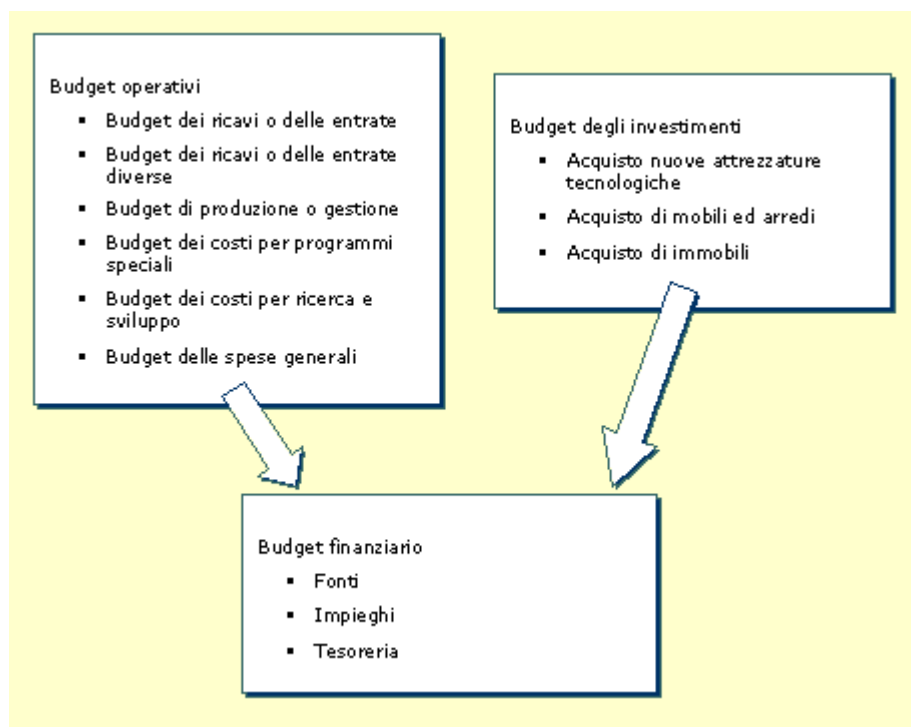 Budget operativi
▪ Budget dei ricavi o delle entrate
▪ Budget dei ricavi o delle entrate
diverse
▪ Budget di produzione o gestione
▪ Budget dei costi per programmi
speciali
▪ Budget dei costi per ricerca e
sviluppo
▪ Budget delle spese generali
Budget degli investimenti
▪ Acquisto nuove attrezzature
tecnologiche
▪ Acquisto di mobili ed arredi
▪ Acquisto di immobili
Budget finanziario
▪ Fonti
▪ Impieghi
▪ Tesoreria